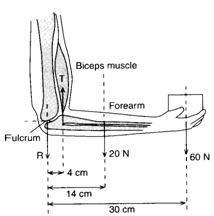 Biceps muscle
T
Forearm
Fulcrum
R
20 N
60 N
4 cm
14 cm
30 cm